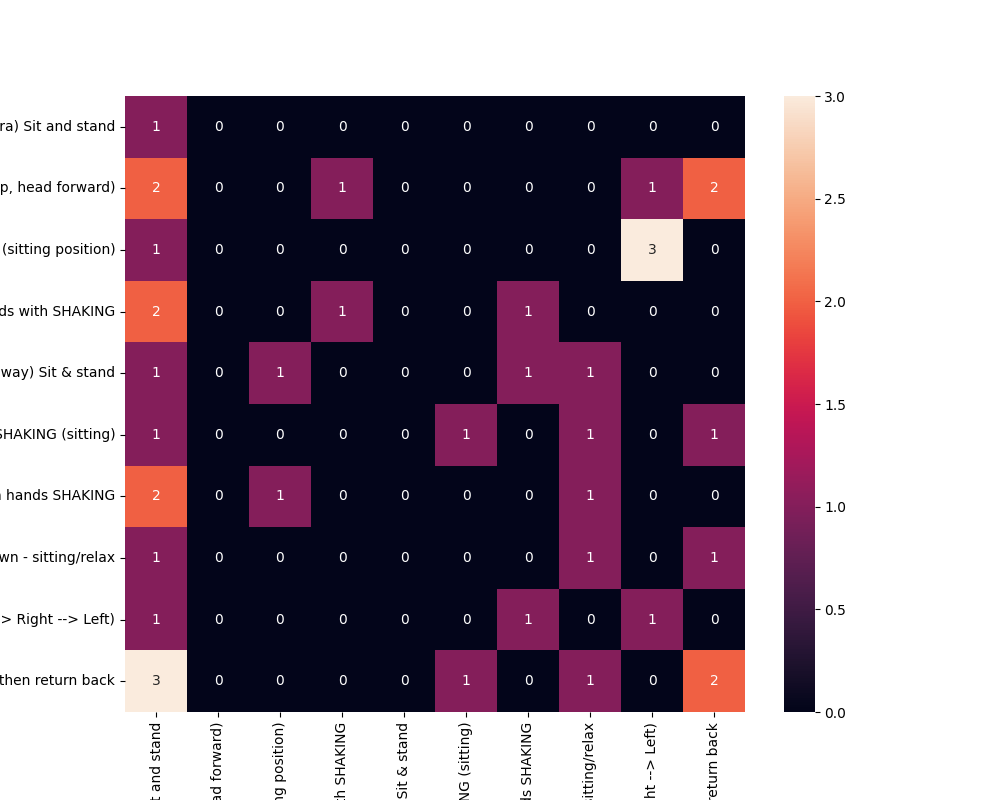 ra) Sit and stand 1 0 0 0 0 0 0 0 0 0
p, head forward) 2 0 0 1 0 0 0 0 1 2
(sitting position) 1 0 0 0 0 0 0 0 3 0
ds with SHAKING 2 0 0 1 0 0 1 0 0 0
way) Sit & stand 1 0 1 0 0 0 1 1 0 0
SHAKING (sitting) 1 0 0 0 0 1 0 1 0 1
hands SHAKING 2 0 1 0 0 0 0 1 0 0
wn - sitting/relax 1 0 0 0 0 0 0 1 0 1
> Right --> Left) 1 0 0 0 0 0 1 0 1 0
then return back 3 0 0 0 0 1 0 1 0 2
t and stand
ad forward)
ng position)
th SHAKING
Sit & stand
NG (sitting)
ds SHAKING
sitting/relax
ht --> Left)
return back
3.0
2.5
2.0
1.5
1.0
0.5
0.0